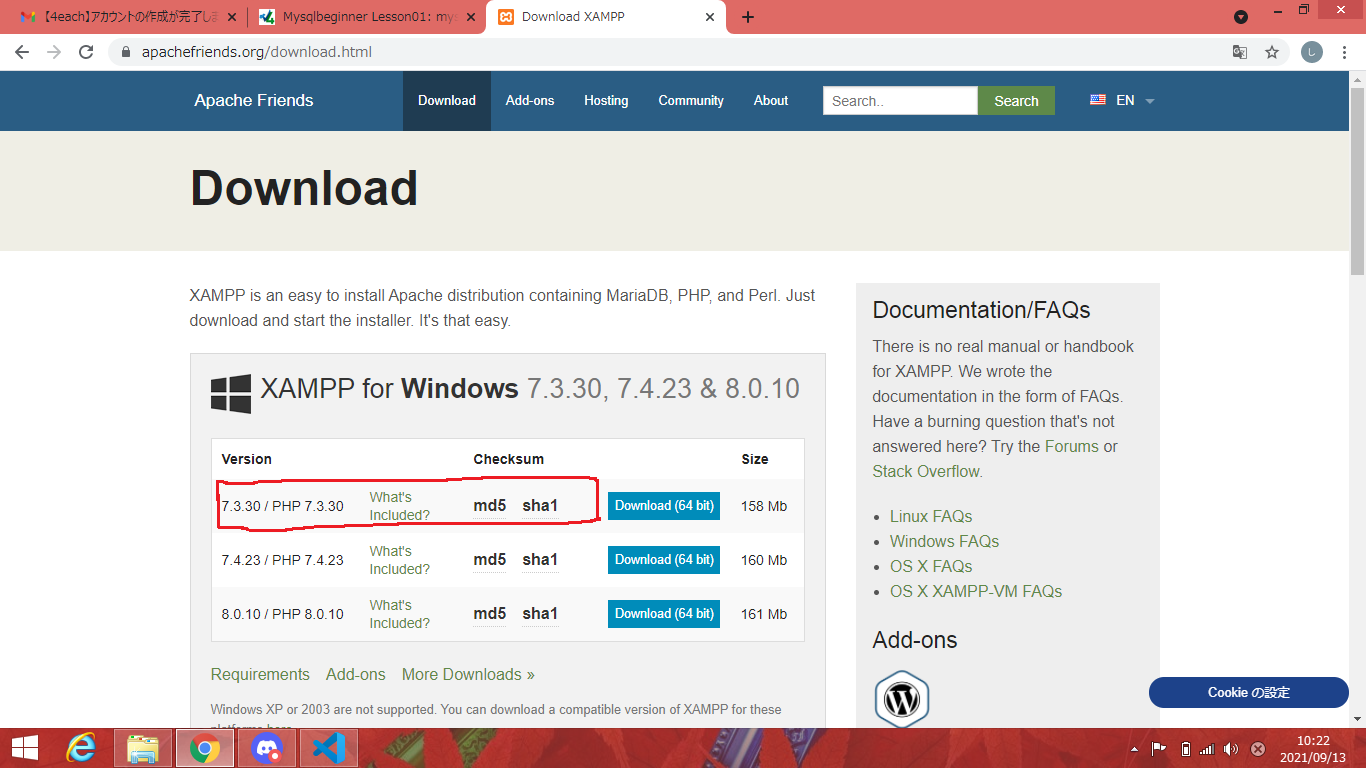 【4each】アカウントの作成が完了しま
Mysqlbeginner Lesson01: mys
Download XAMPP
apachefriends.org/download.html
Apache Friends
Download
Add-ons
Hosting
Community
About
Search..
Search
EN
Download
XAMPP is an easy to install Apache distribution containing MariaDB, PHP, and Perl. Just
download and start the installer. It's that easy.
XAMPP for Windows 7.3.30, 7.4.23 & 8.0.10
Version Checksum Size
7.3.30 / PHP 7.3.30 What's Included? md5 sha1 Download (64 bit) 158 Mb
7.4.23 / PHP 7.4.23 What's Included? md5 sha1 Download (64 bit) 160 Mb
8.0.10 / PHP 8.0.10 What's Included? md5 sha1 Download (64 bit) 161 Mb
Requirements Add-ons More Downloads »
Windows XP or 2003 are not supported. You can download a compatible version of XAMPP for these
platforms here.
Documentation/FAQs
There is no real manual or handbook
for XAMPP. We wrote the
documentation in the form of FAQs.
Have a burning question that's not
answered here? Try the Forums or
Stack Overflow.
Linux FAQs
Windows FAQs
OS X FAQs
OS X XAMPP-VM FAQs
Add-ons
Cookie の設定
10:22
2021/09/13